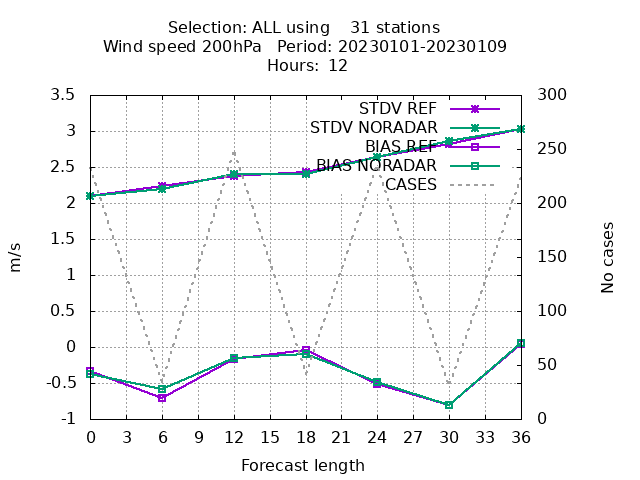 Selection: ALL using    31 stations
Wind speed 200hPa   Period: 20230101-20230109
Hours:  12
3.5
3
2.5
2
1.5
1
0.5
0
-0.5
-1
m/s
STDV REF
STDV NORADAR
BIAS REF
BIAS NORADAR
CASES
300
250
200
150
100
50
0
No cases
0 3 6 9 12 15 18 21 24 27 30 33 36
Forecast length